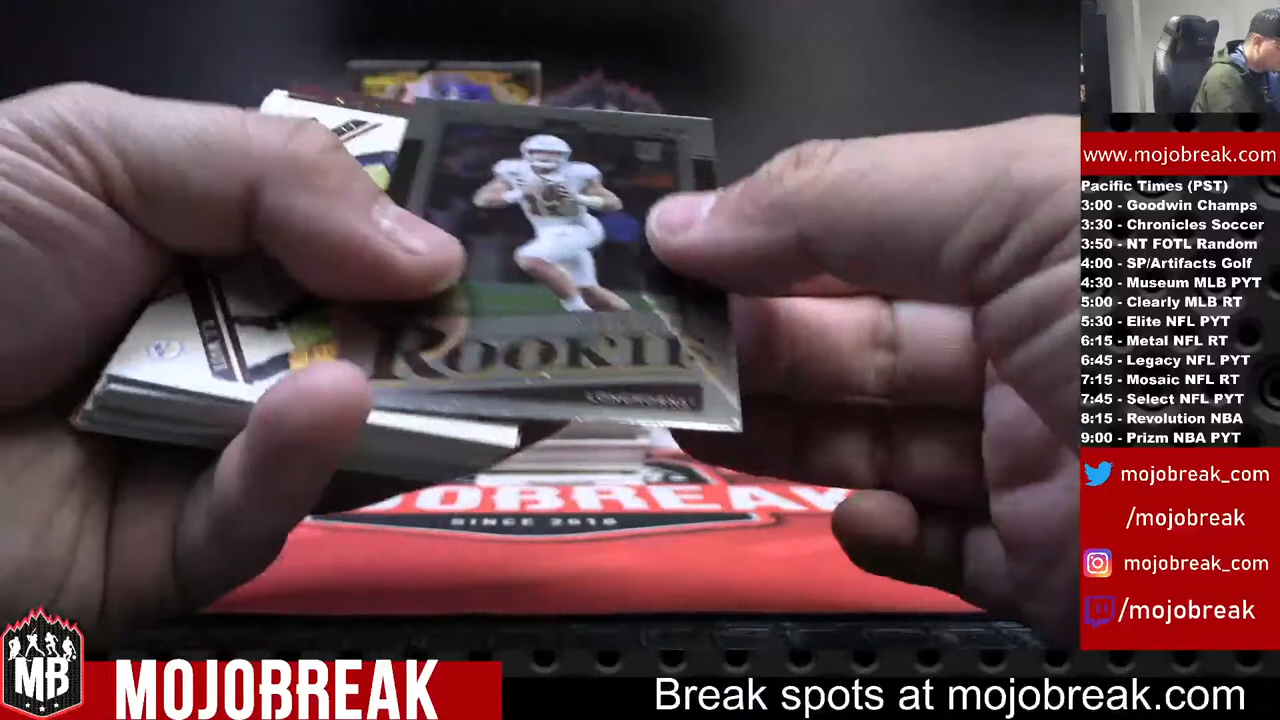 ROOKIE
LONGHORNS
JOBREAK
SINCE 2016
www.mojobreak.com
Pacific Times (PST)
3:00 - Goodwin Champs
3:30 - Chronicles Soccer
3:50 - NT FOTL Random
4:00 - SP/Artifacts Golf
4:30 - Museum MLB PYT
5:00 - Clearly MLB RT
5:30 - Elite NFL PYT
6:15 - Metal NFL RT
6:45 - Legacy NFL PYT
7:15 - Mosaic NFL RT
7:45 - Select NFL PYT
8:15 - Revolution NBA
9:00 - Prizm NBA PYT
mojobreak_com
/mojobreak
mojobreak_com
/mojobreak
MB
MOJOBREAK
Break spots at mojobreak.com